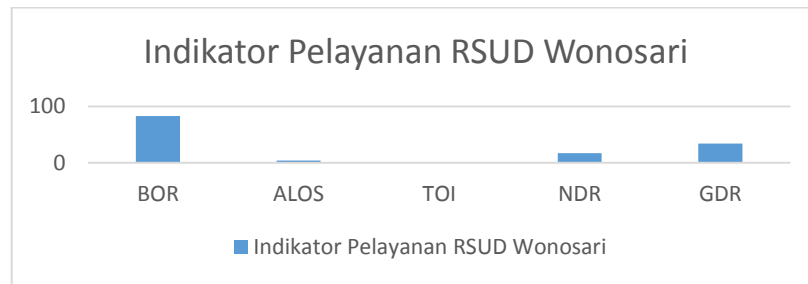 Indikator Pelayanan RSUD Wonosari
100
0
BOR ALOS TOI NDR GDR
Indikator Pelayanan RSUD Wonosari